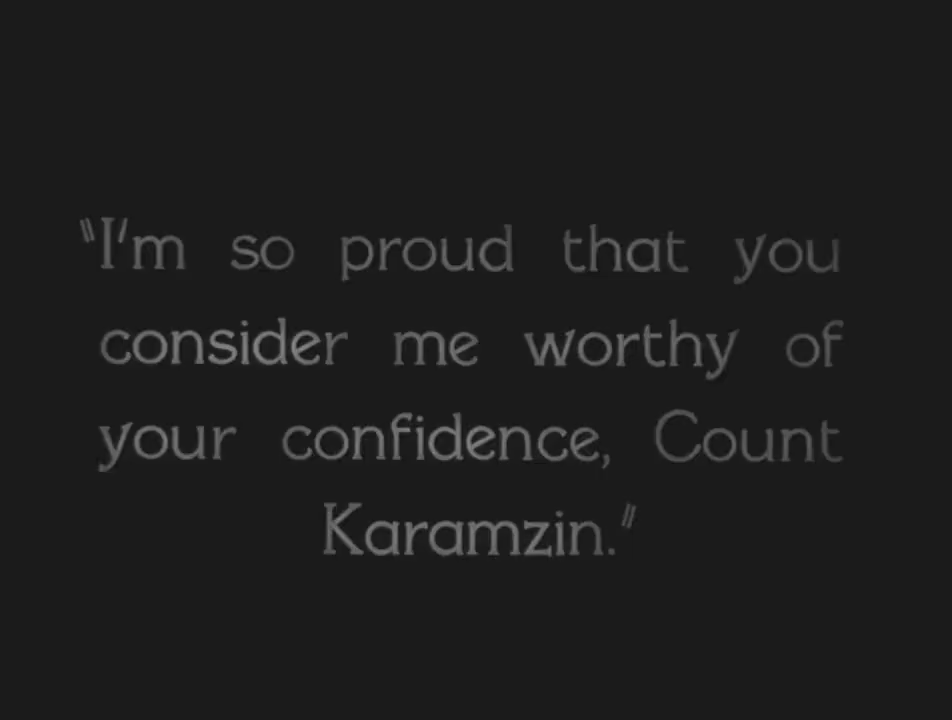 "I'm so proud that you
consider me worthy of
your confidence, Count
Karamzin."